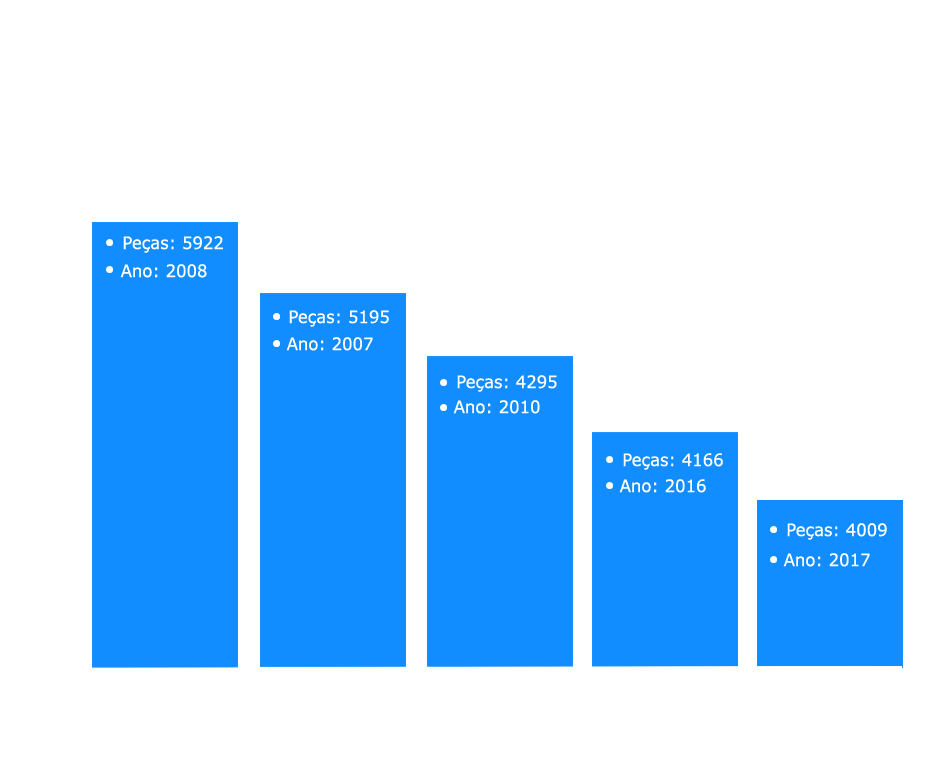 • Peças: 5922
• Ano: 2008
• Peças: 5195
• Ano: 2007
• Peças: 4295
• Ano: 2010
• Peças: 4166
• Ano: 2016
• Peças: 4009
• Ano: 2017